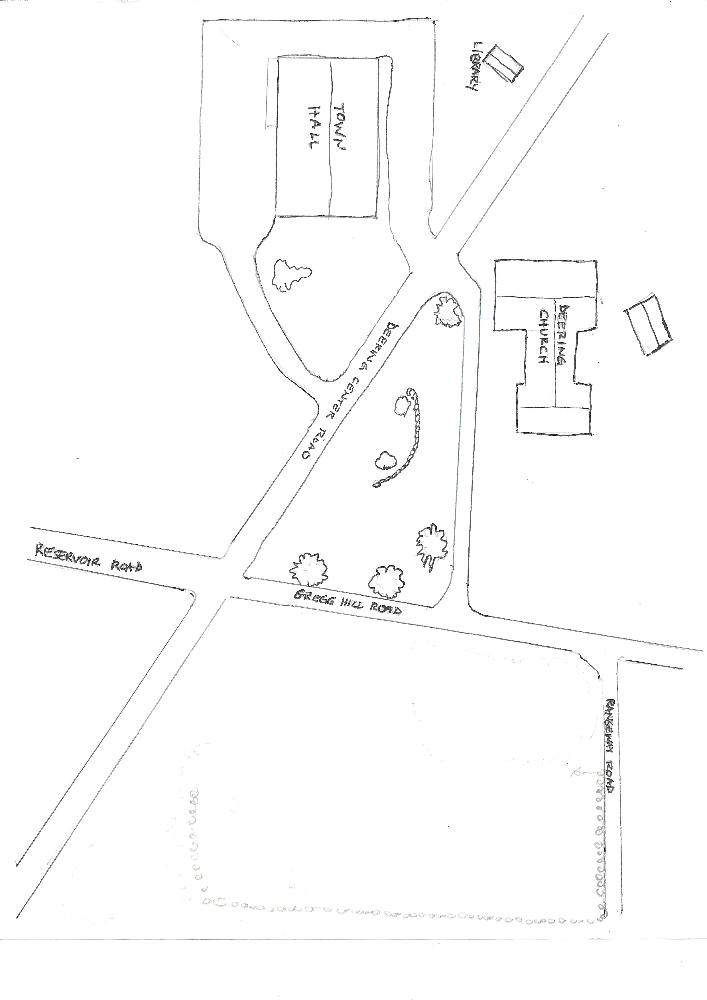 LIBRARY
TOWN
HALL
DEERING
CHURCH
DEERING CENTER ROAD
RESERVOIR ROAD
GREGG HILL ROAD
RANGEWAY ROAD